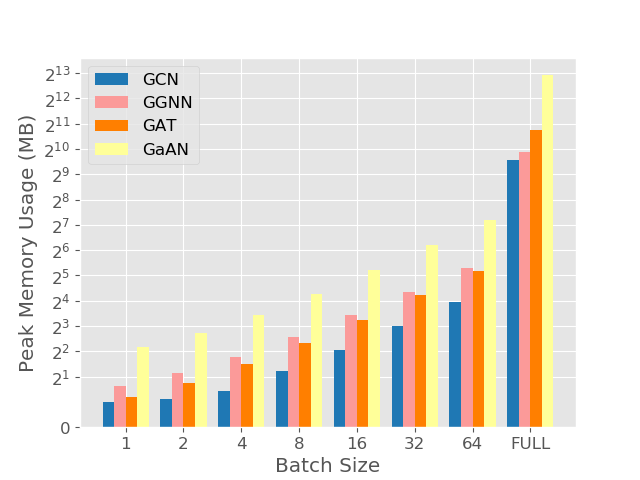 2^13
2^12
2^11
2^10
2^9
2^8
2^7
2^6
2^5
2^4
2^3
2^2
2^1
0
Peak Memory Usage (MB)
GCN
GGNN
GAT
GaAN
1 2 4 8 16 32 64 FULL
Batch Size